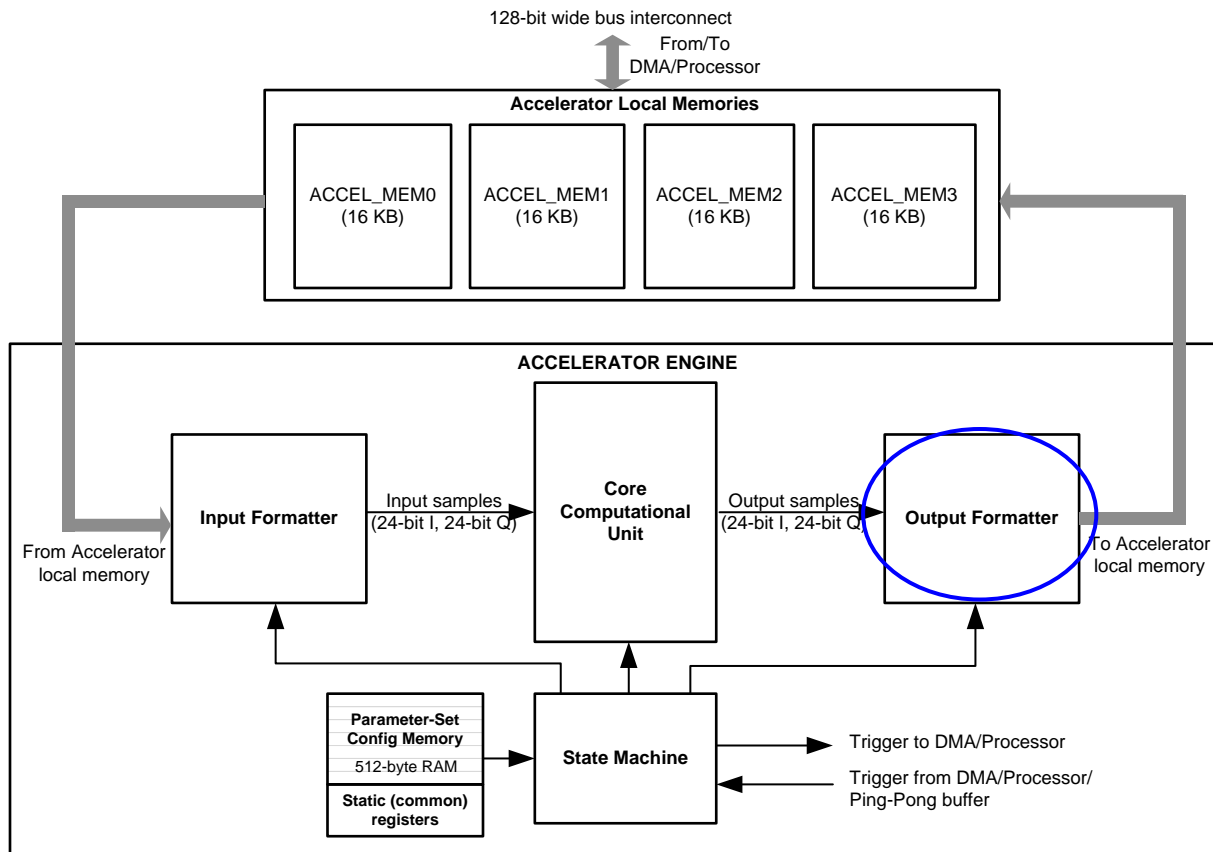 128-bit wide bus interconnect
From/To
DMA/Processor
Accelerator Local Memories
ACCEL_MEM0
(16 KB)
ACCEL_MEM1
(16 KB)
ACCEL_MEM2
(16 KB)
ACCEL_MEM3
(16 KB)
ACCELERATOR ENGINE
Input Formatter
Input samples
(24-bit I, 24-bit Q)
Core
Computational
Unit
Output samples
(24-bit I, 24-bit Q)
Output Formatter
From Accelerator
local memory
To Accelerator
local memory
Parameter-Set
Config Memory
512-byte RAM
Static (common)
registers
State Machine
Trigger to DMA/Processor
Trigger from DMA/Processor/
Ping-Pong buffer